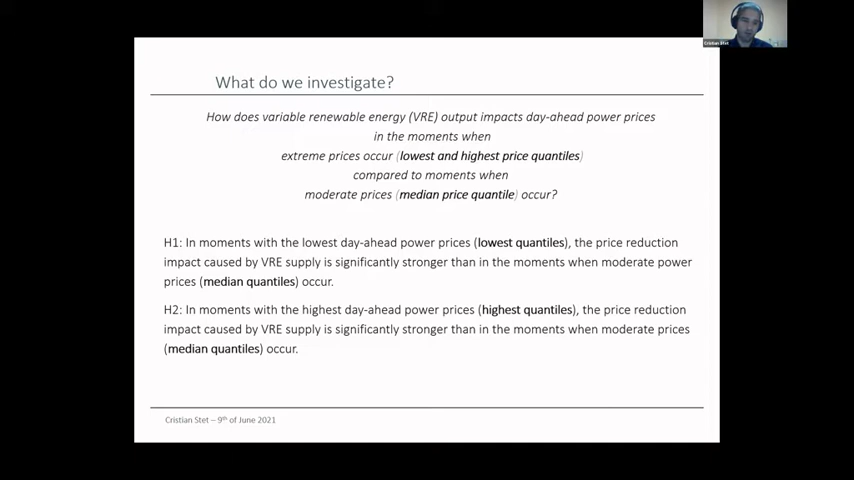 Cristian Stet
What do we investigate?
How does variable renewable energy (VRE) output impacts day-ahead power prices
in the moments when
extreme prices occur (lowest and highest price quantiles)
compared to moments when
moderate prices (median price quantile) occur?
H1: In moments with the lowest day-ahead power prices (lowest quantiles), the price reduction
impact caused by VRE supply is significantly stronger than in the moments when moderate power
prices (median quantiles) occur.
H2: In moments with the highest day-ahead power prices (highest quantiles), the price reduction
impact caused by VRE supply is significantly stronger than in the moments when moderate prices
(median quantiles) occur.
Cristian Stet – 9th of June 2021